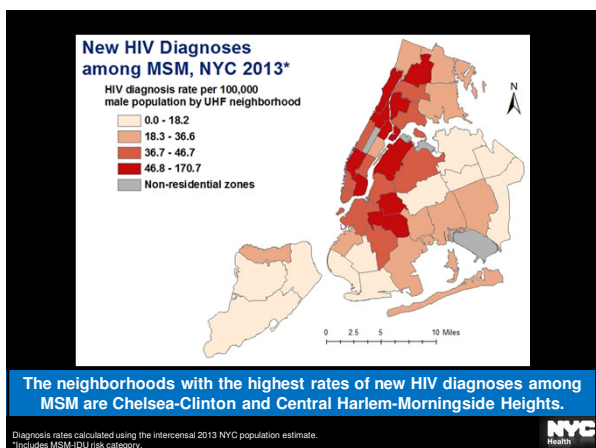 New HIV Diagnoses
among MSM, NYC 2013*
HIV diagnosis rate per 100,000
male population by UHF neighborhood
0.0 - 18.2
18.3 - 36.6
36.7 - 46.7
46.8 - 170.7
Non-residential zones
N
0 2.5 5 10 Miles
The neighborhoods with the highest rates of new HIV diagnoses among
MSM are Chelsea-Clinton and Central Harlem-Morningside Heights.
Diagnosis rates calculated using the intercensal 2013 NYC population estimate.
*Includes MSM-IDU risk category.
NYC
Health